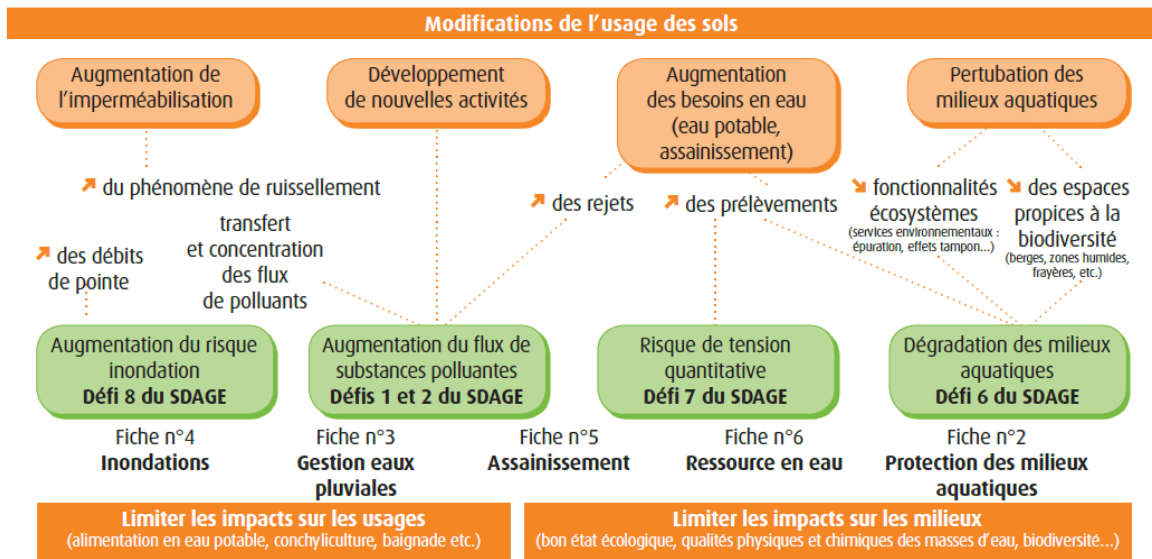 Modifications de l'usage des sols
Augmentation de
l'imperméabilisation
Développement
de nouvelles activités
Augmentation
des besoins en eau
(eau potable,
assainissement)
Pertubation des
milieux aquatiques
↗ du phénomène de ruissellement
transfert
et concentration
des flux
de polluants
↗ des débits
de pointe
↗ des rejets
↗ des prélèvements
↘ fonctionnalités
écosystèmes
(services environnementaux :
épuration, effets tampon...)
↘ des espaces
propices à la
biodiversité
(berges, zones humides,
frayères, etc.)
Augmentation du risque
inondation
Défi 8 du SDAGE
Augmentation du flux de
substances polluantes
Défis 1 et 2 du SDAGE
Risque de tension
quantitative
Défi 7 du SDAGE
Dégradation des milieux
aquatiques
Défi 6 du SDAGE
Fiche n°4
Inondations
Fiche n°3
Gestion eaux
pluviales
Fiche n°5
Assainissement
Fiche n°6
Ressource en eau
Fiche n°2
Protection des milieux
aquatiques
Limiter les impacts sur les usages
(alimentation en eau potable, conchyliculture, baignade etc.)
Limiter les impacts sur les milieux
(bon état écologique, qualités physiques et chimiques des masses d'eau, biodiversité...)